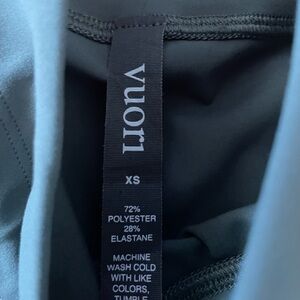 vuori
XS
72%
POLYESTER
28%
ELASTANE
MACHINE
WASH COLD
WITH LIKE
COLORS,
TUMBLE